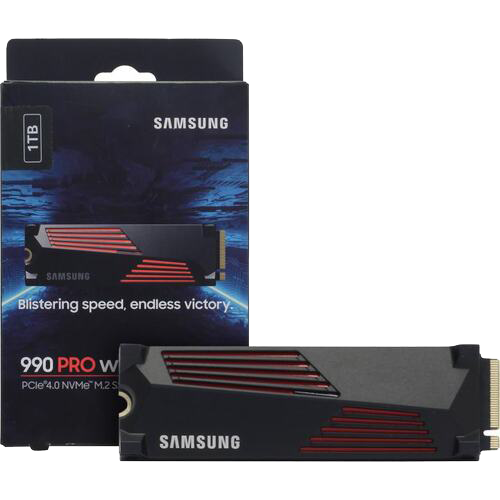 1TB
SAMSUNG
SAMSUNG
Blistering speed, endless victory.
990 PRO w
PCIe® 4.0 NVMe™ M.2 S
SAMSUNG